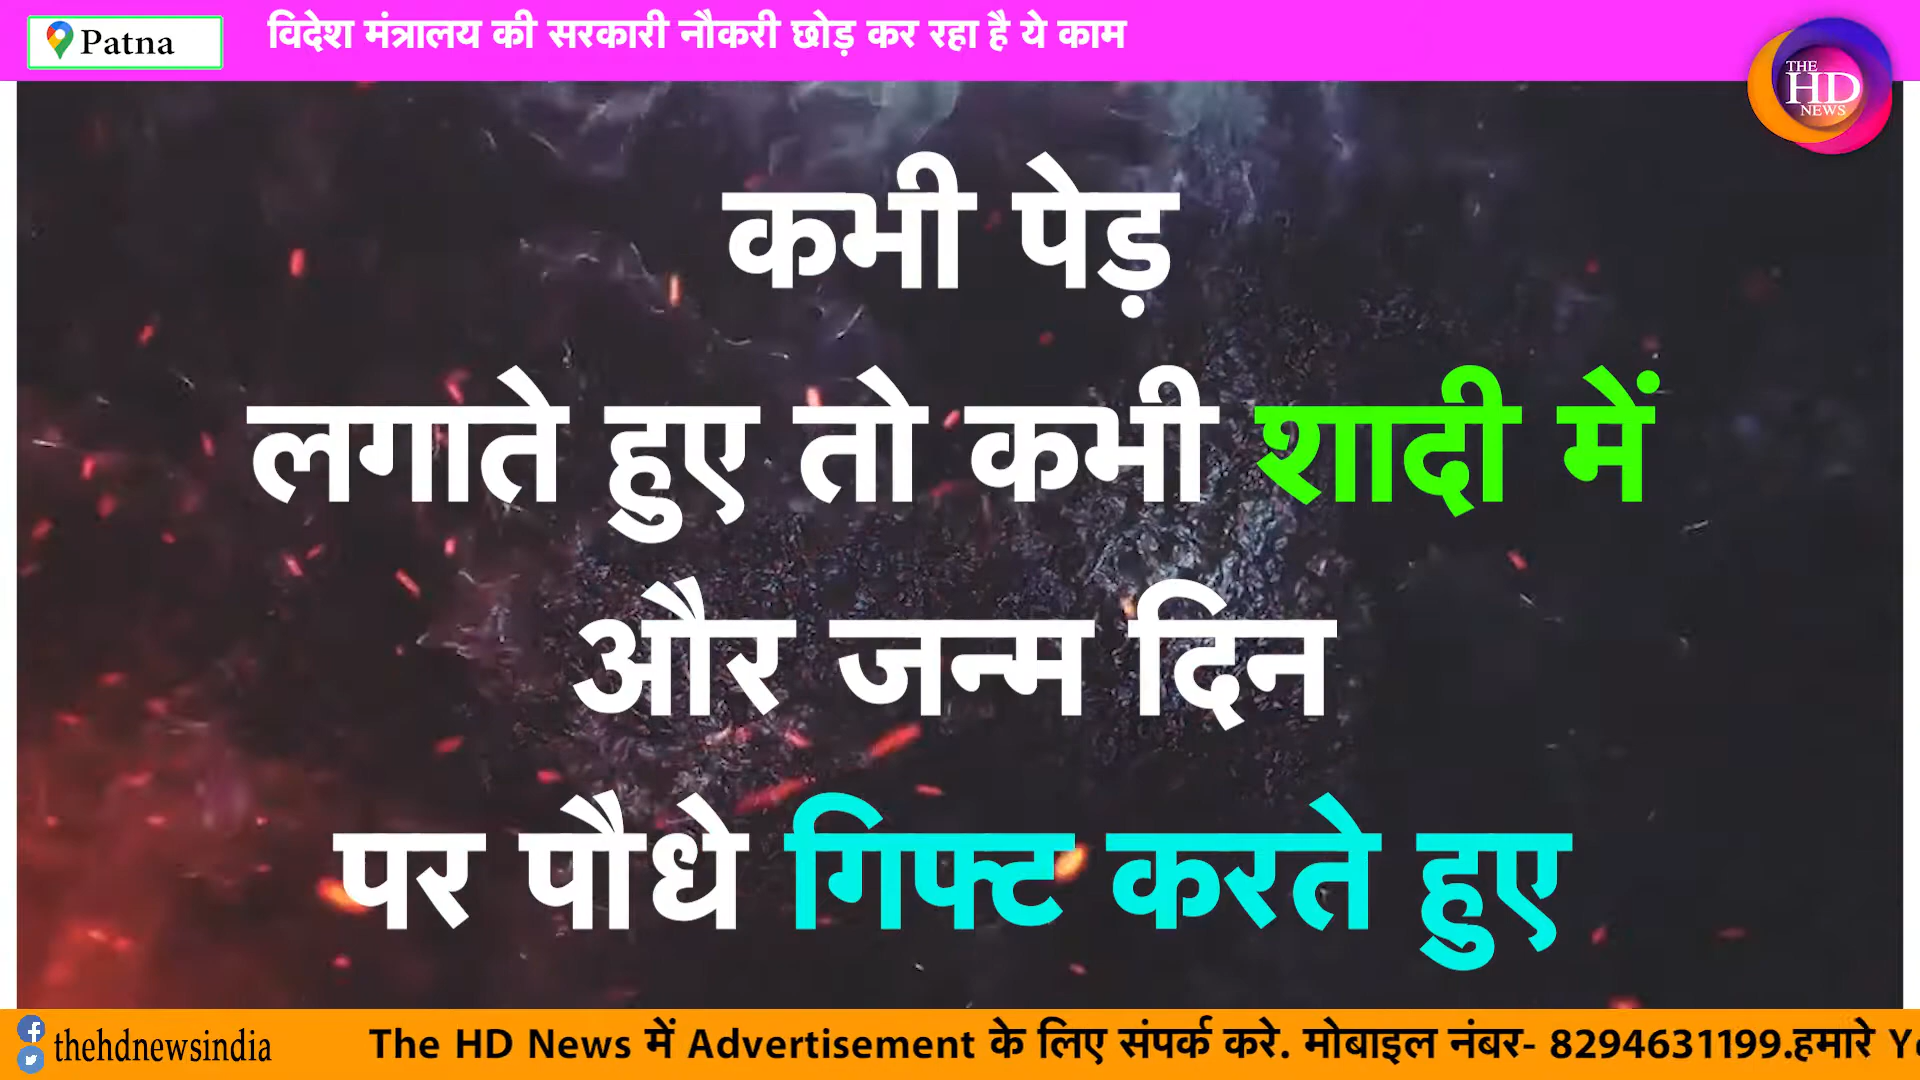 Patna
विदेश मंत्रालय की सरकारी नौकरी छोड़ कर रहा है ये काम
THE
HD
NEWS
कभी पेड़
लगाते हुए तो कभी शादी में
और जन्म दिन
पर पौधे गिफ्ट करते हुए
thehdnewsindia
The HD News में Advertisement के लिए संपर्क करे. मोबाइल नंबर- 8294631199.हमारे